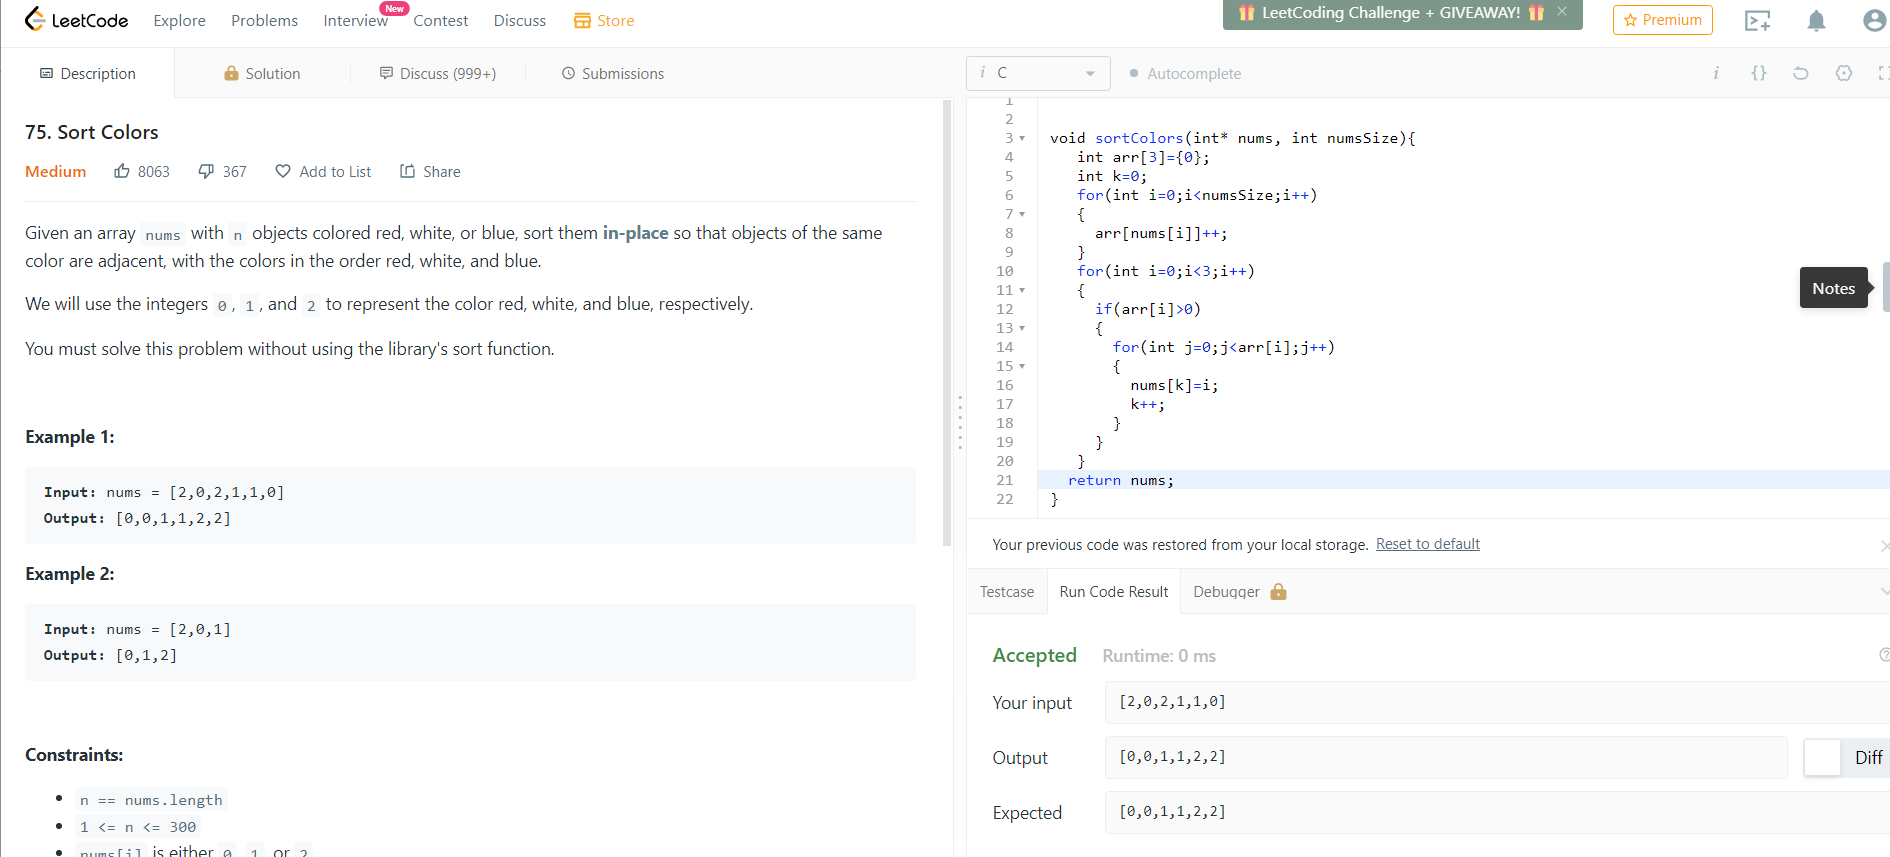 LeetCode Explore Problems Interview New Contest Discuss Store
LeetCoding Challenge + GIVEAWAY! ×
Premium
Description Solution Discuss (999+) Submissions
75. Sort Colors
Medium 8063 367 Add to List Share
Given an array nums with n objects colored red, white, or blue, sort them in-place so that objects of the same
color are adjacent, with the colors in the order red, white, and blue.
We will use the integers 0, 1, and 2 to represent the color red, white, and blue, respectively.
You must solve this problem without using the library's sort function.
Example 1:
Input: nums = [2,0,2,1,1,0]
Output: [0,0,1,1,2,2]
Example 2:
Input: nums = [2,0,1]
Output: [0,1,2]
Constraints:
n == nums.length
1 <= n <= 300
nums[i] is either 0, 1, or 2
i C Autocomplete i {}
1
2
3 void sortColors(int* nums, int numsSize){
4 int arr[3]={0};
5 int k=0;
6 for(int i=0;i<numsSize;i++)
7 {
8 arr[nums[i]]++;
9 }
10 for(int i=0;i<3;i++)
11 {
12 if(arr[i]>0)
13 {
14 for(int j=0;j<arr[i];j++)
15 {
16 nums[k]=i;
17 k++;
18 }
19 }
20 }
21 return nums;
22 }
Notes
Your previous code was restored from your local storage. Reset to default
Testcase Run Code Result Debugger
Accepted Runtime: 0 ms
Your input [2,0,2,1,1,0]
Output [0,0,1,1,2,2] Diff
Expected [0,0,1,1,2,2]